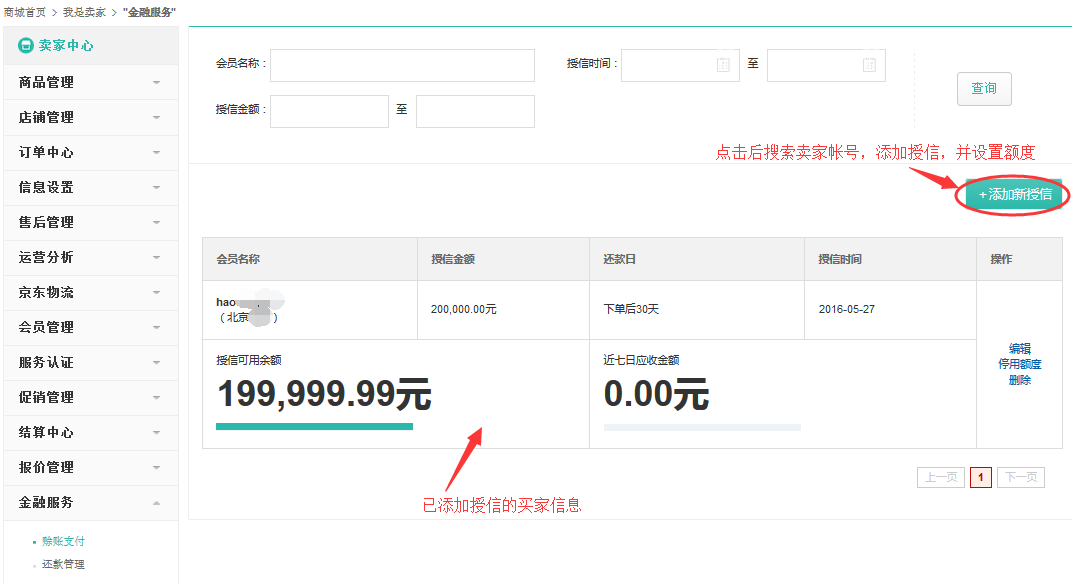 商城首页 > 我是卖家 > "金融服务"
卖家中心
商品管理
店铺管理
订单中心
信息设置
售后管理
运营分析
京东物流
会员管理
服务认证
促销管理
结算中心
报价管理
金融服务
赊账支付
还款管理
会员名称：
授信时间：
至
授信金额：
至
查询
点击后搜索卖家帐号，添加授信，并设置额度
+添加新授信
会员名称 授信金额 还款日 授信时间 操作
hao
（北京 ）
200,000.00元
下单后30天
2016-05-27
授信可用余额
199,999.99元
近七日应收金额
0.00元
编辑
停用额度
删除
已添加授信的买家信息
上一页 1 下一页